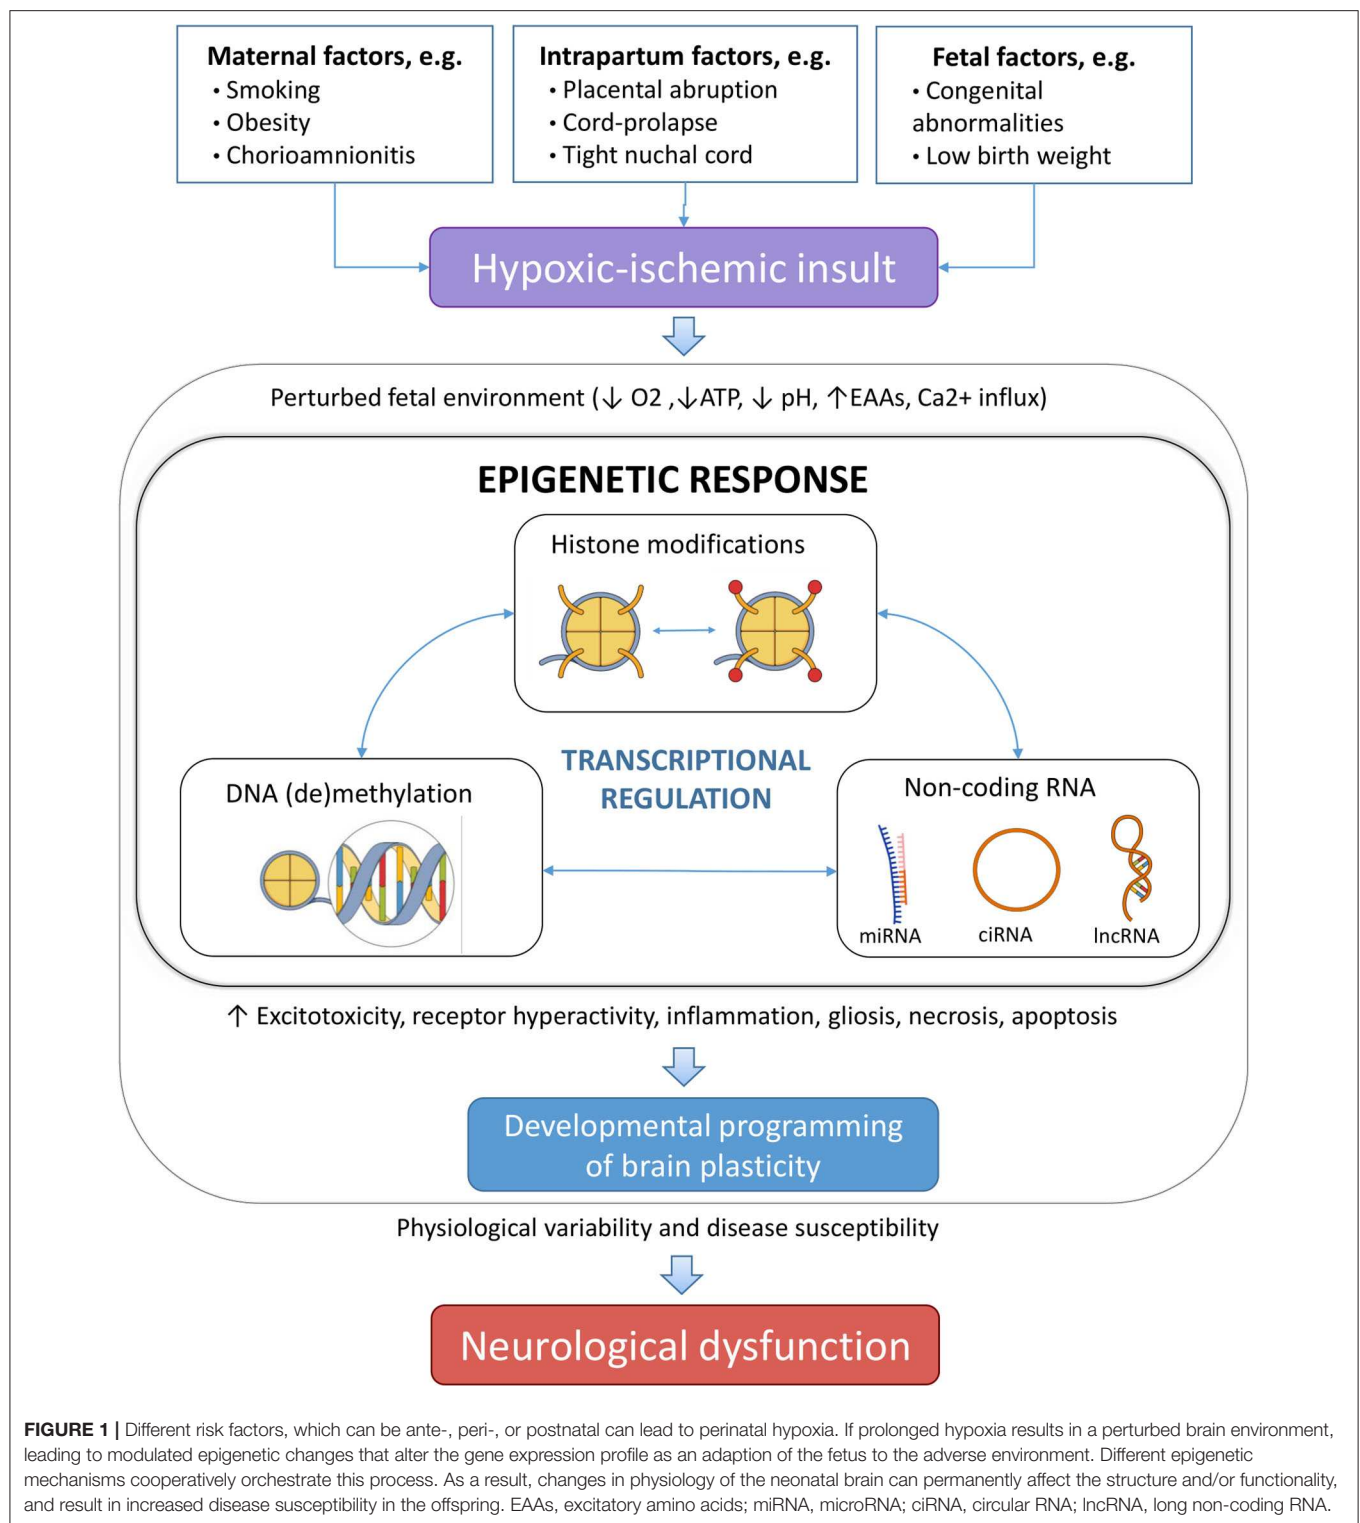 Maternal factors, e.g.
• Smoking
• Obesity
• Chorioamnionitis
Intrapartum factors, e.g.
• Placental abruption
• Cord-prolapse
• Tight nuchal cord
Fetal factors, e.g.
• Congenital
abnormalities
• Low birth weight
Hypoxic-ischemic insult
Perturbed fetal environment (↓ O2 ,↓ATP, ↓ pH, ↑EAAs, Ca2+ influx)
EPIGENETIC RESPONSE
Histone modifications
TRANSCRIPTIONAL
REGULATION
DNA (de)methylation
Non-coding RNA
miRNA
ciRNA
lncRNA
↑ Excitotoxicity, receptor hyperactivity, inflammation, gliosis, necrosis, apoptosis
Developmental programming
of brain plasticity
Physiological variability and disease susceptibility
Neurological dysfunction
FIGURE 1 | Different risk factors, which can be ante-, peri-, or postnatal can lead to perinatal hypoxia. If prolonged hypoxia results in a perturbed brain environment,
leading to modulated epigenetic changes that alter the gene expression profile as an adaption of the fetus to the adverse environment. Different epigenetic
mechanisms cooperatively orchestrate this process. As a result, changes in physiology of the neonatal brain can permanently affect the structure and/or functionality,
and result in increased disease susceptibility in the offspring. EAAs, excitatory amino acids; miRNA, microRNA; ciRNA, circular RNA; lncRNA, long non-coding RNA.